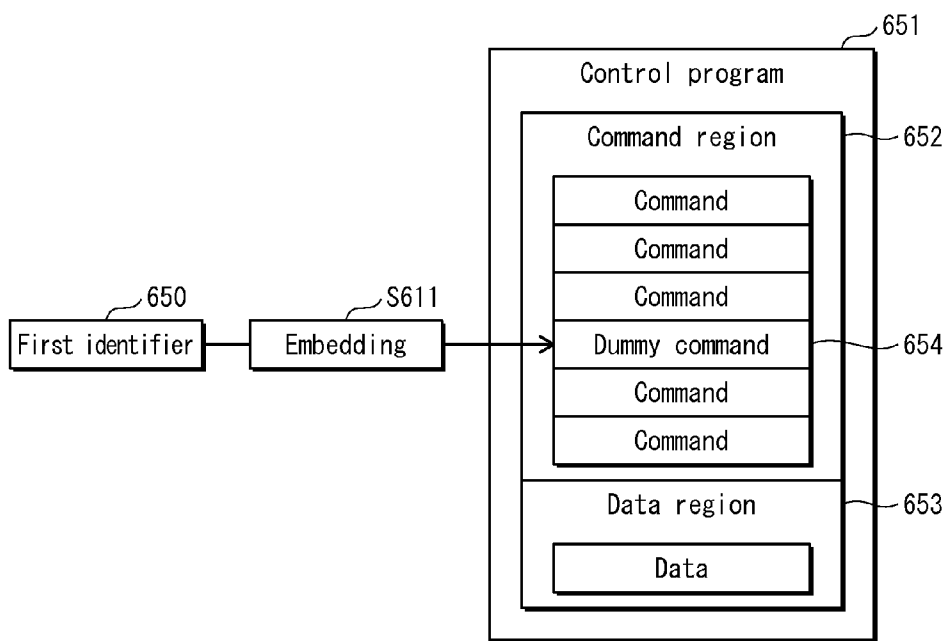 651
Control program
652
Command region
Command
Command
Command
650
S611
First identifier
Embedding
Dummy command
654
Command
Command
Data region
653
Data